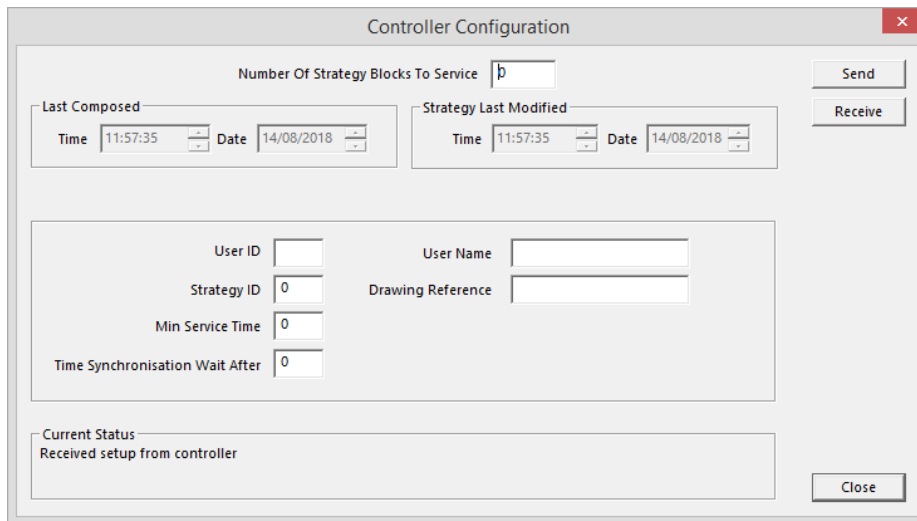 Controller Configuration
Number Of Strategy Blocks To Service 0
Send
Last Composed
Strategy Last Modified
Receive
Time 11:57:35 Date 14/08/2018
Time 11:57:35 Date 14/08/2018
User ID
User Name
Strategy ID 0
Drawing Reference
Min Service Time 0
Time Synchronisation Wait After 0
Current Status
Received setup from controller
Close